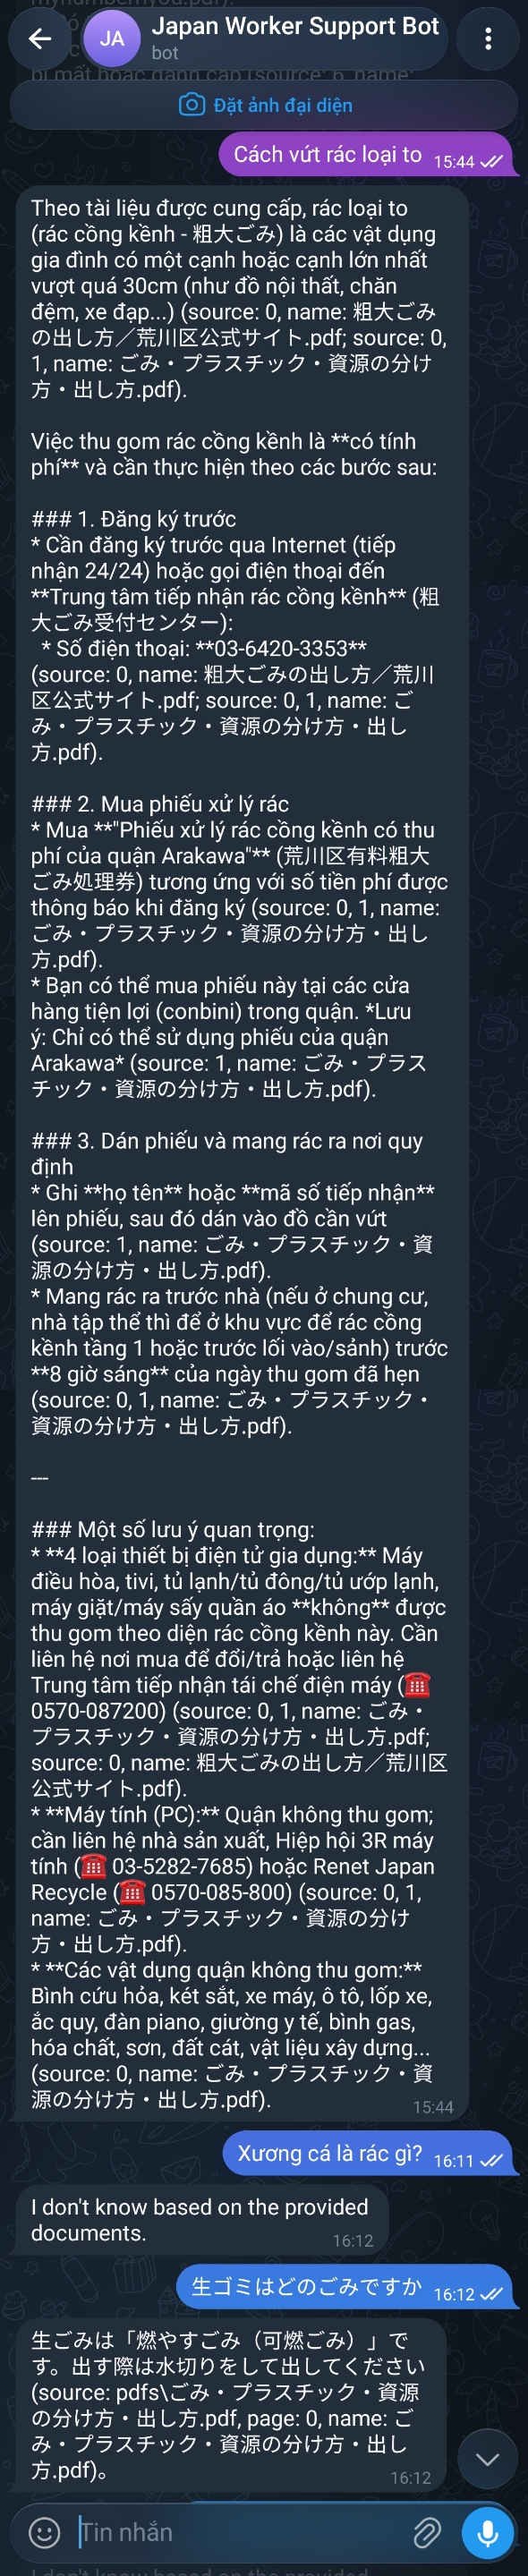 Japan Worker Support Bot
JA
bot
Đặt ảnh đại diện
Cách vứt rác loại to 15:44
Theo tài liệu được cung cấp, rác loại to
(rác cồng kềnh - 粗大ごみ) là các vật dụng
gia đình có một cạnh hoặc cạnh lớn nhất
vượt quá 30cm (như đồ nội thất, chăn
đệm, xe đạp...) (source: 0, name: 粗大ごみ
の出し方／荒川区公式サイト.pdf; source: 0,
1, name: ごみ・プラスチック・資源の分け
方・出し方.pdf).
Việc thu gom rác cồng kềnh là **có tính
phí** và cần thực hiện theo các bước sau:
### 1. Đăng ký trước
* Cần đăng ký trước qua Internet (tiếp
nhận 24/24) hoặc gọi điện thoại đến
**Trung tâm tiếp nhận rác cồng kềnh** (粗
大ごみ受付センター):
* Số điện thoại: **03-6420-3353**
(source: 0, name: 粗大ごみの出し方／荒川
区公式サイト.pdf; source: 0, 1, name: ご
み・プラスチック・資源の分け方・出し
方.pdf).
### 2. Mua phiếu xử lý rác
* Mua **"Phiếu xử lý rác cồng kềnh có thu
phí của quận Arakawa"** (荒川区有料粗大
ごみ処理券) tương ứng với số tiền phí được
thông báo khi đăng ký (source: 0, 1, name:
ごみ・プラスチック・資源の分け方・出し
方.pdf).
* Bạn có thể mua phiếu này tại các cửa
hàng tiện lợi (conbini) trong quận. *Lưu
ý: Chỉ có thể sử dụng phiếu của quận
Arakawa* (source: 1, name: ごみ・プラス
チック・資源の分け方・出し方.pdf).
### 3. Dán phiếu và mang rác ra nơi quy
định
* Ghi **họ tên** hoặc **mã số tiếp nhận**
lên phiếu, sau đó dán vào đồ cần vứt
(source: 1, name: ごみ・プラスチック・資
源の分け方・出し方.pdf).
* Mang rác ra trước nhà (nếu ở chung cư,
nhà tập thể thì để ở khu vực để rác cồng
kềnh tầng 1 hoặc trước lối vào/sảnh) trước
**8 giờ sáng** của ngày thu gom đã hẹn
(source: 0, 1, name: ごみ・プラスチック・
資源の分け方・出し方.pdf).
---
### Một số lưu ý quan trọng:
* **4 loại thiết bị điện tử gia dụng:** Máy
điều hòa, tivi, tủ lạnh/tủ đông/tủ ướp lạnh,
máy giặt/máy sấy quần áo **không** được
thu gom theo diện rác cồng kềnh này. Cần
liên hệ nơi mua để đổi/trả hoặc liên hệ
Trung tâm tiếp nhận tái chế điện máy (☎️
0570-087200) (source: 0, 1, name: ごみ・
プラスチック・資源の分け方・出し方.pdf;
source: 0, name: 粗大ごみの出し方／荒川区
公式サイト.pdf).
* **Máy tính (PC):** Quận không thu gom;
cần liên hệ nhà sản xuất, Hiệp hội 3R máy
tính (☎️ 03-5282-7685) hoặc Renet Japan
Recycle (☎️ 0570-085-800) (source: 0, 1,
name: ごみ・プラスチック・資源の分け
方・出し方.pdf).
* **Các vật dụng quận không thu gom:**
Bình cứu hỏa, két sắt, xe máy, ô tô, lốp xe,
ắc quy, đàn piano, giường y tế, bình gas,
hóa chất, sơn, đất cát, vật liệu xây dựng...
(source: 0, name: ごみ・プラスチック・資
源の分け方・出し方.pdf).
15:44
Xương cá là rác gì? 16:11
I don't know based on the provided
documents.
16:12
生ゴミはどのごみですか 16:12
生ごみは「燃やすごみ（可燃ごみ）」で
す。出す際は水切りをして出してください
(source: pdfs\ごみ・プラスチック・資源
の分け方・出し方.pdf, page: 0, name: ご
み・プラスチック・資源の分け方・出し
方.pdf)。
16:12
Tin nhắn